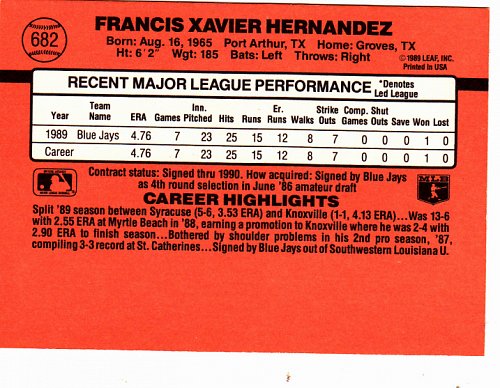 682
FRANCIS XAVIER HERNANDEZ
Born: Aug. 16, 1965 Port Arthur, TX Home: Groves, TX
Ht: 6' 2" Wgt: 185 Bats: Left Throws: Right
© 1989 LEAF, INC.
Printed in USA
RECENT MAJOR LEAGUE PERFORMANCE *Denotes Led League
Year Team Name ERA Games Inn. Pitched Hits Runs Er. Runs Walks Strike Outs Comp. Games Shut Outs Save Won Lost
1989 Blue Jays 4.76 7 23 25 15 12 8 7 0 0 0 1 0
Career 4.76 7 23 25 15 12 8 7 0 0 0 1 0
Contract status: Signed thru 1990. How acquired: Signed by Blue Jays
as 4th round selection in June '86 amateur draft
MLB
CAREER HIGHLIGHTS
Split '89 season between Syracuse (5-6, 3.53 ERA) and Knoxville (1-1, 4.13 ERA)...Was 13-6
with 2.55 ERA at Myrtle Beach in '88, earning a promotion to Knoxville where he was 2-4 with
2.90 ERA to finish season...Bothered by shoulder problems in his 2nd pro season, '87,
compiling 3-3 record at St. Catherines...Signed by Blue Jays out of Southwestern Louisiana U.